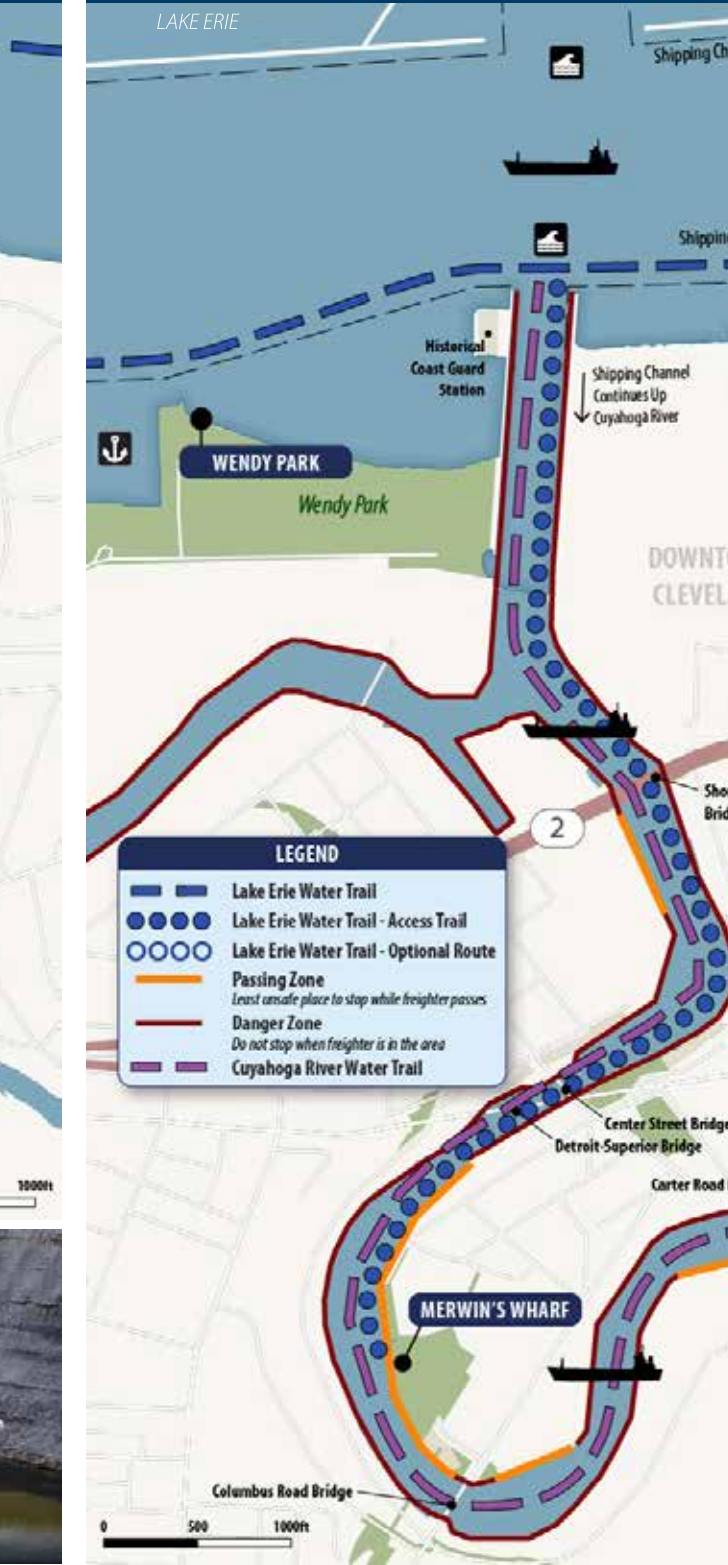 LAKE ERIE
Shipping
Shipping
Historical
Coast Guard
Station
Shipping Channel
Continues Up
Cuyahoga River
WENDY PARK
Wendy Park
2
LEGEND
Lake Erie Water Trail
Lake Erie Water Trail - Access Trail
Lake Erie Water Trail - Optional Route
Passing Zone
Least unsafe place to stop while freighter passes
Danger Zone
Do not stop when freighter is in the area
Cuyahoga River Water Trail
Center Street Bridge
Detroit-Superior Bridge
1000ft
Carter Road
MERWIN'S WHARF
Columbus Road Bridge
0 500 1000ft